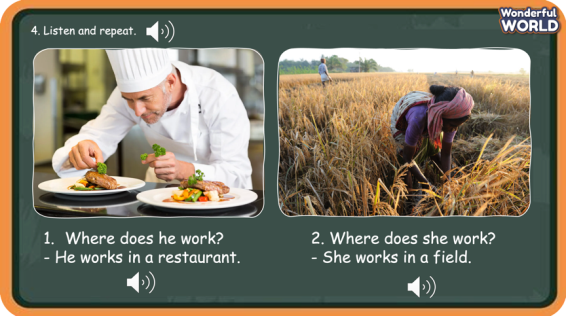 Wonderful
WORLD
4. Listen and repeat.
1. Where does he work?
- He works in a restaurant.
2. Where does she work?
- She works in a field.